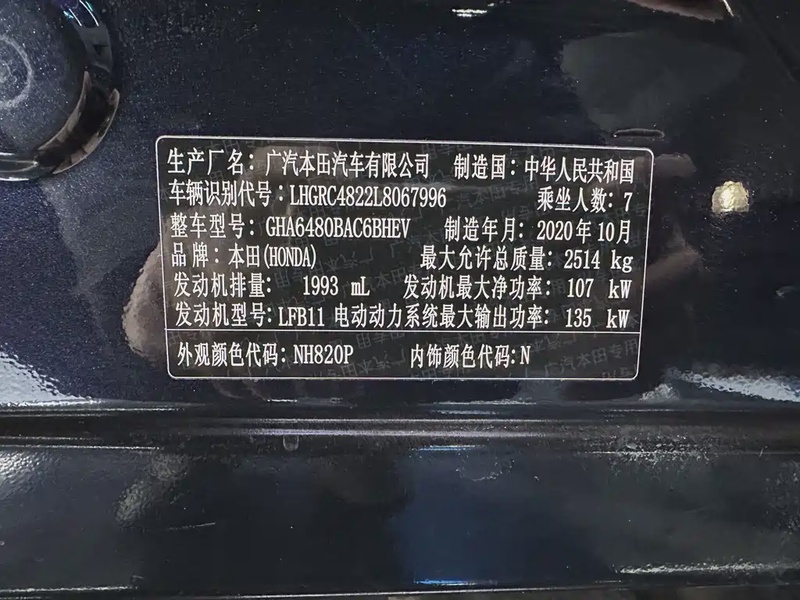 生产厂名：广汽本田汽车有限公司 制造国：中华人民共和国
车辆识别代号：LHGRC4822L8067996 乘坐人数：7
整车型号：GHA6480BAC6BHEV 制造年月：2020年10月
品牌：本田(HONDA) 最大允许总质量：2514 kg
发动机排量： 1993 mL 发动机最大净功率： 107 kW
发动机型号：LFB11 电动动力系统最大输出功率： 135 kW
外观颜色代码：NH820P 内饰颜色代码：N